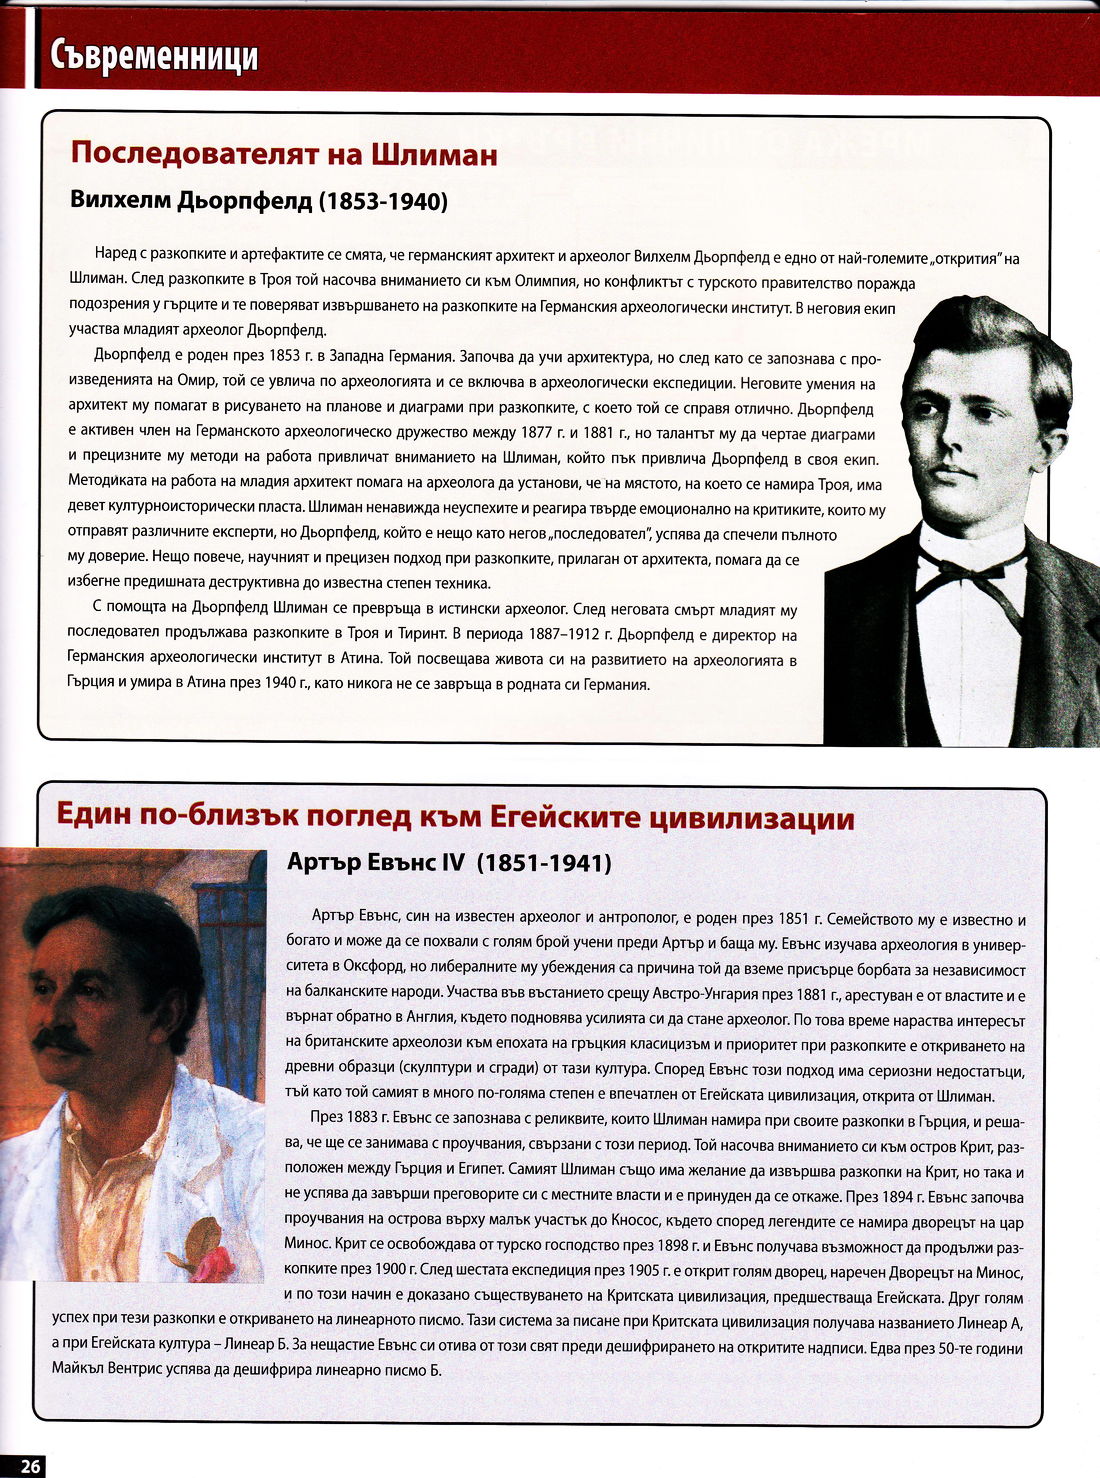 Съвременници
Последователят на Шлиман
Вилхелм Дьорпфелд (1853-1940)
Наред с разкопките и артефактите се смята, че германският архитект и археолог Вилхелм Дьорпфелд е едно от най-големите „открития” на
Шлиман. След разкопките в Троя той насочва вниманието си към Олимпия, но конфликтът с турското правителство поражда
подозрения у гърците и те поверяват извършването на разкопките на Германския археологически институт. В неговия екип
участва младият археолог Дьорпфелд.
Дьорпфелд е роден през 1853 г. в Западна Германия. Започва да учи архитектура, но след като се запознава с про-
изведенията на Омир, той се увлича по археологията и се включва в археологически експедиции. Неговите умения на
архитект му помагат в рисуването на планове и диаграми при разкопките, с което той се справя отлично. Дьорпфелд
е активен член на Германското археологическо дружество между 1877 г. и 1881 г., но талантът му да чертае диаграми
и прецизните му методи на работа привличат вниманието на Шлиман, който пък привлича Дьорпфелд в своя екип.
Методиката на работа на младия архитект помага на археолога да установи, че на мястото, на което се намира Троя, има
девет културноисторически пласта. Шлиман ненавижда неуспехите и реагира твърде емоционално на критиките, които му
отправят различните експерти, но Дьорпфелд, който е нещо като негов „последовател”, успява да спечели пълното
му доверие. Нещо повече, научният и прецизен подход при разкопките, прилаган от архитекта, помага да се
избегне предишната деструктивна до известна степен техника.
С помощта на Дьорпфелд Шлиман се превръща в истински археолог. След неговата смърт младият му
последовател продължава разкопките в Троя и Тиринт. В периода 1887–1912 г. Дьорпфелд е директор на
Германския археологически институт в Атина. Той посвещава живота си на развитието на археологията в
Гърция и умира в Атина през 1940 г., като никога не се завръща в родната си Германия.
Един по-близък поглед към Егейските цивилизации
Артър Евънс IV (1851-1941)
Артър Евънс, син на известен археолог и антрополог, е роден през 1851 г. Семейството му е известно и
богато и може да се похвали с голям брой учени преди Артър и баща му. Евънс изучава археология в универ-
ситета в Оксфорд, но либералните му убеждения са причина той да вземе присърце борбата за независимост
на балканските народи. Участва във въстанието срещу Австро-Унгария през 1881 г., арестуван е от властите и е
върнат обратно в Англия, където подновява усилията си да стане археолог. По това време нараства интересът
на британските археолози към епохата на гръцкия класицизъм и приоритет при разкопките е откриването на
древни образци (скулптури и сгради) от тази култура. Според Евънс този подход има сериозни недостатъци,
тъй като той самият в много по-голяма степен е впечатлен от Егейската цивилизация, открита от Шлиман.
През 1883 г. Евънс се запознава с реликвите, които Шлиман намира при своите разкопки в Гърция, и реша-
ва, че ще се занимава с проучвания, свързани с този период. Той насочва вниманието си към остров Крит, раз-
положен между Гърция и Египет. Самият Шлиман също има желание да извършва разкопки на Крит, но така и
не успява да завърши преговорите си с местните власти и е принуден да се откаже. През 1894 г. Евънс започва
проучвания на острова върху малък участък до Кносос, където според легендите се намира дворецът на цар
Минос. Крит се освобождава от турско господство през 1898 г. и Евънс получава възможност да продължи раз-
копките през 1900 г. След шестата експедиция през 1905 г. е открит голям дворец, наречен Дворецът на Минос,
и по този начин е доказано съществуването на Критската цивилизация, предшестваща Егейската. Друг голям
успех при тези разкопки е откриването на линеарното писмо. Тази система за писане при Критската цивилизация получава названието Линеар А,
а при Егейската култура – Линеар Б. За нещастие Евънс си отива от този свят преди дешифрирането на откритите надписи. Едва през 50-те години
Майкъл Вентрис успява да дешифрира линеарно писмо Б.
26